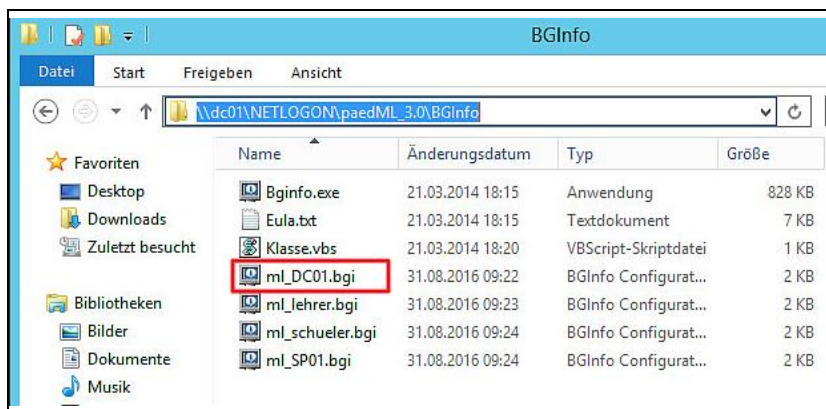 BGInfo
Datei Start Freigeben Ansicht
\\dc01\NETLOGON\paedML_3.0\BGInfo
Name Änderungsdatum Typ Größe
Favoriten
Desktop
Downloads
Zuletzt besucht
Bibliotheken
Bilder
Dokumente
Musik
Bginfo.exe 21.03.2014 18:15 Anwendung 828 KB
Eula.txt 21.03.2014 18:15 Textdokument 7 KB
Klasse.vbs 21.03.2014 18:20 VBScript-Skriptdatei 1 KB
ml_DC01.bgi 31.08.2016 09:22 BGInfo Configurat... 2 KB
ml_lehrer.bgi 31.08.2016 09:23 BGInfo Configurat... 2 KB
ml_schueler.bgi 31.08.2016 09:24 BGInfo Configurat... 2 KB
ml_SP01.bgi 31.08.2016 09:24 BGInfo Configurat... 2 KB